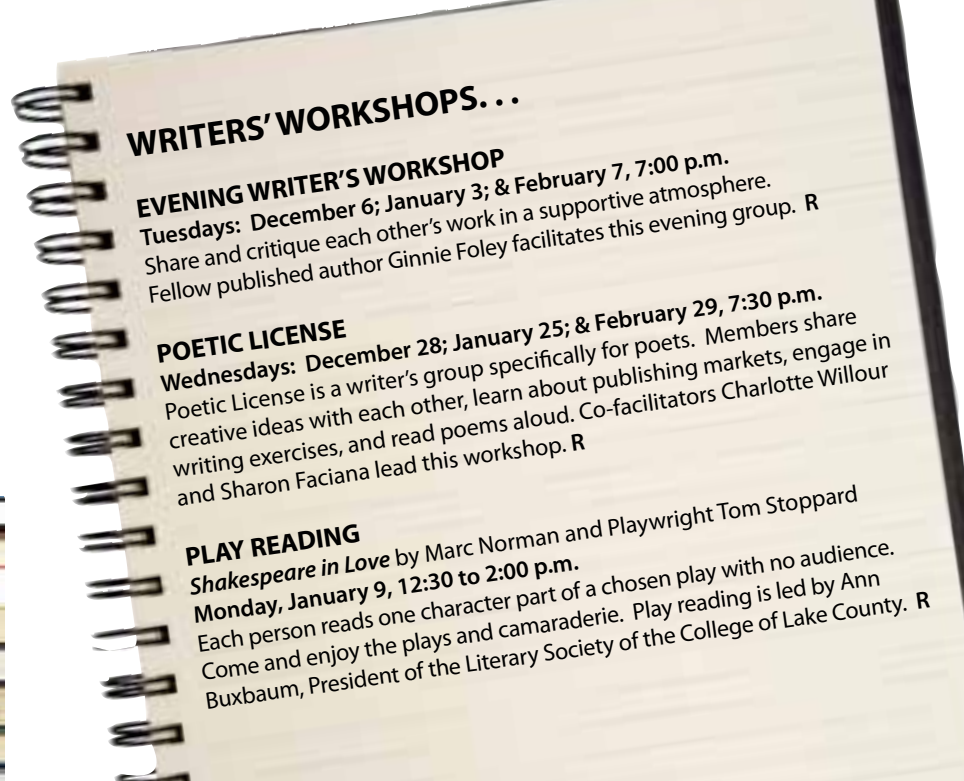 WRITERS’ WORKSHOPS. . .
EVENING WRITER’S WORKSHOP
Tuesdays: December 6; January 3; & February 7, 7:00 p.m.
Share and critique each other’s work in a supportive atmosphere.
Fellow published author Ginnie Foley facilitates this evening group. R
POETIC LICENSE
Wednesdays: December 28; January 25; & February 29, 7:30 p.m.
Poetic License is a writer’s group specifically for poets. Members share
creative ideas with each other, learn about publishing markets, engage in
writing exercises, and read poems aloud. Co-facilitators Charlotte Willour
and Sharon Faciana lead this workshop. R
PLAY READING
Shakespeare in Love by Marc Norman and Playwright Tom Stoppard
Monday, January 9, 12:30 to 2:00 p.m.
Each person reads one character part of a chosen play with no audience.
Come and enjoy the plays and camaraderie. Play reading is led by Ann
Buxbaum, President of the Literary Society of the College of Lake County. R